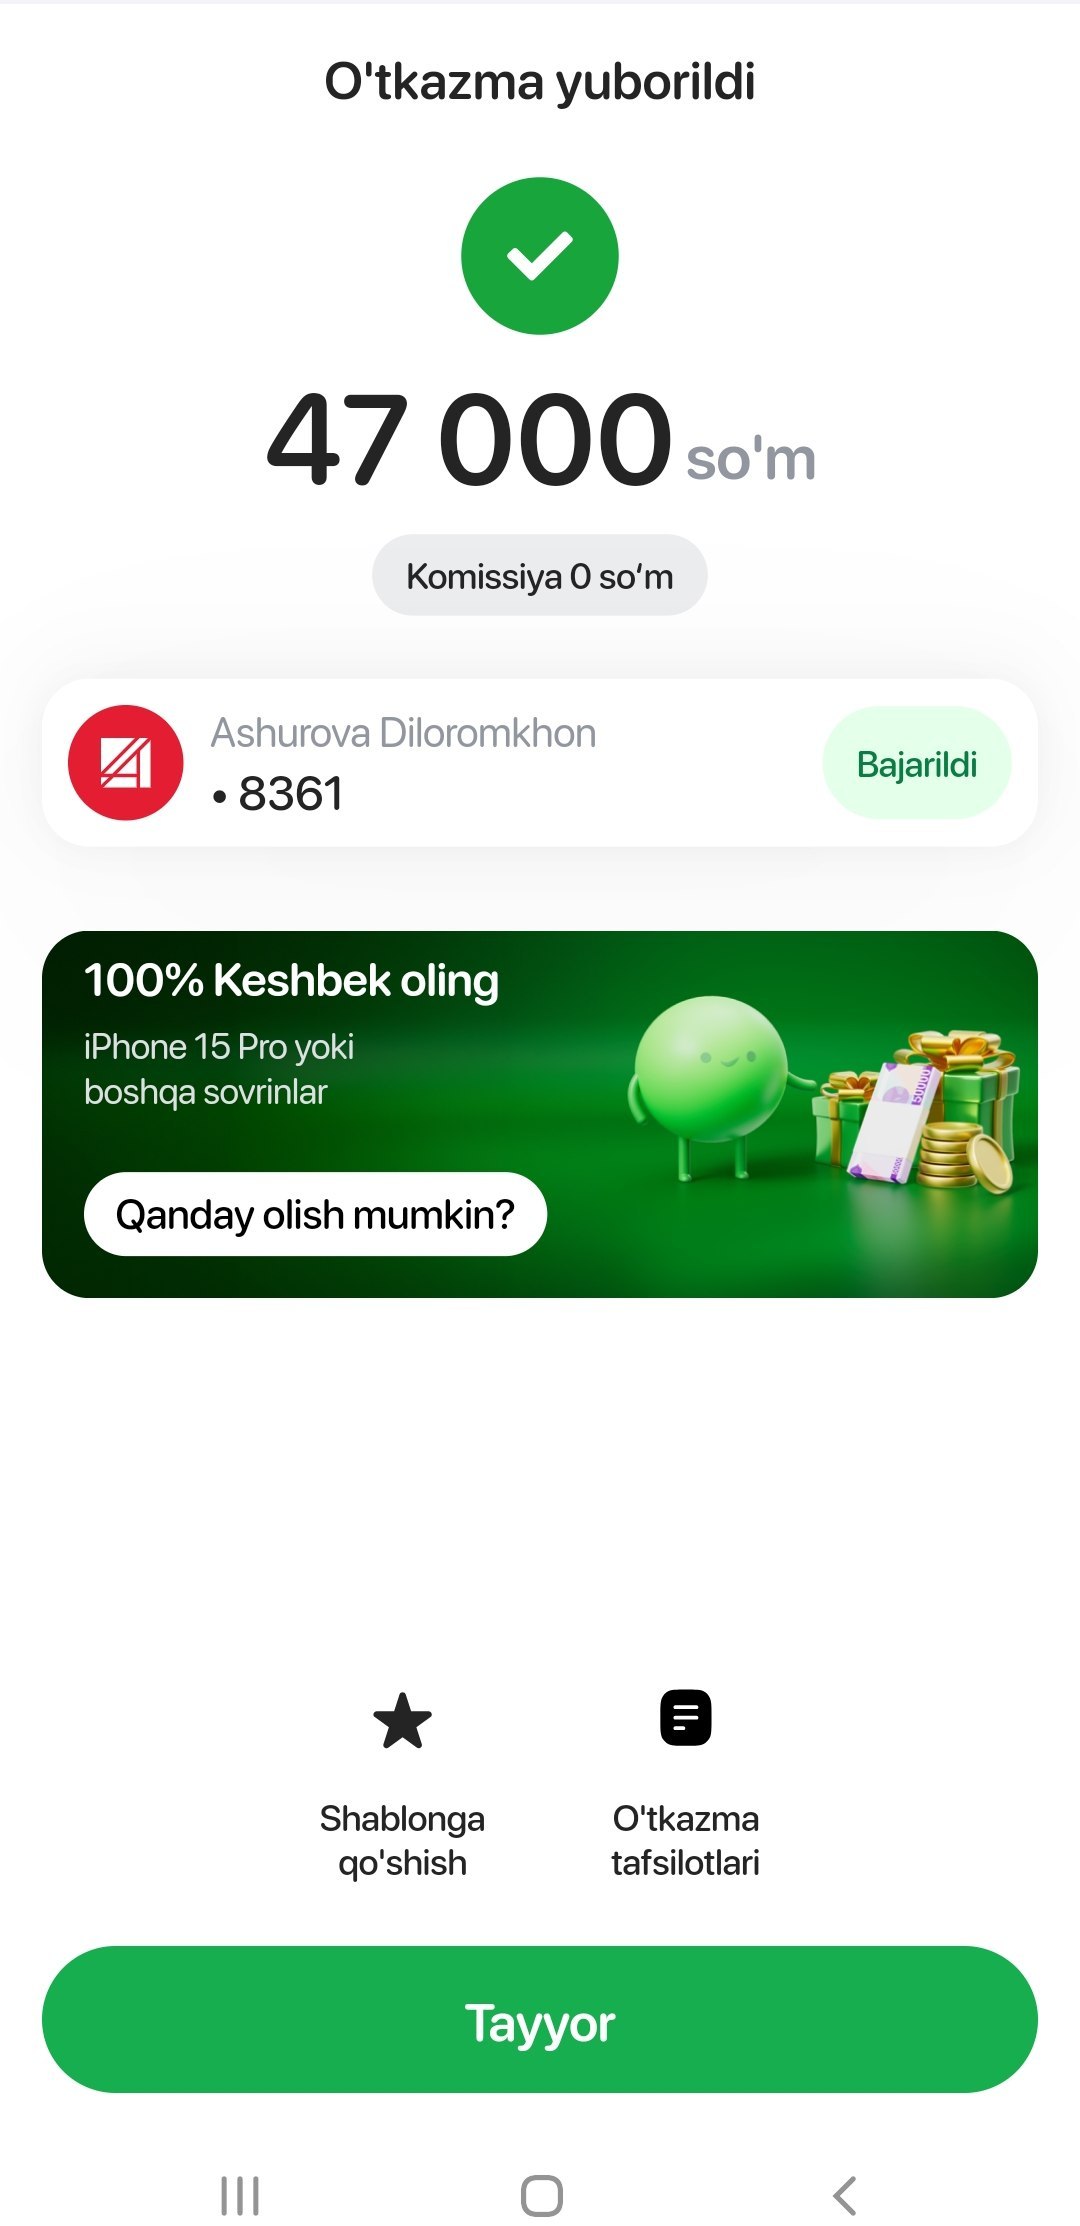 O'tkazma yuborildi
47 000 so'm
Komissiya 0 so‘m
Ashurova Diloromkhon
• 8361
Bajarildi
100% Keshbek oling
iPhone 15 Pro yoki
boshqa sovrinlar
50000
Qanday olish mumkin?
Shablonga
qo'shish
O'tkazma
tafsilotlari
Tayyor